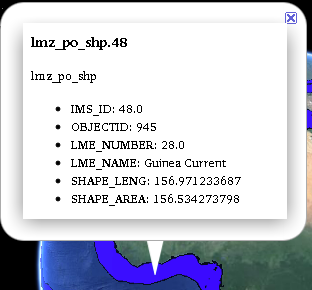 lmz_po_shp.48
lmz_po_shp
IMS_ID: 48.0
OBJECTID: 945
LME_NUMBER: 28.0
LME_NAME: Guinea Current
SHAPE_LENG: 156.971233687
SHAPE_AREA: 156.534273798